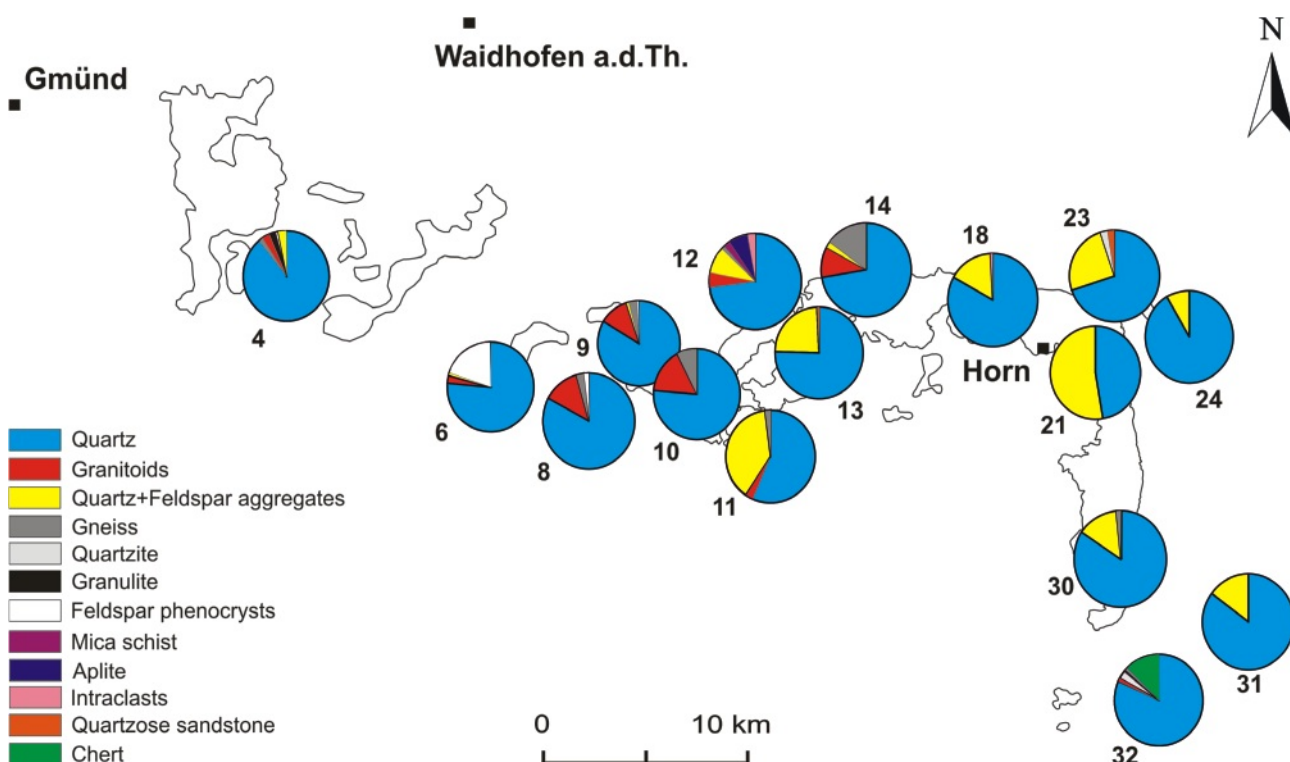 N
Waidhofen a.d.Th.
Gmünd
14
23
18
12
4
9
Horn
13
24
6
21
8
10
11
Quartz
Granitoids
Quartz+Feldspar aggregates
Gneiss
Quartzite
Granulite
Feldspar phenocrysts
Mica schist
Aplite
Intraclasts
Quartzose sandstone
Chert
30
31
32
0 10 km